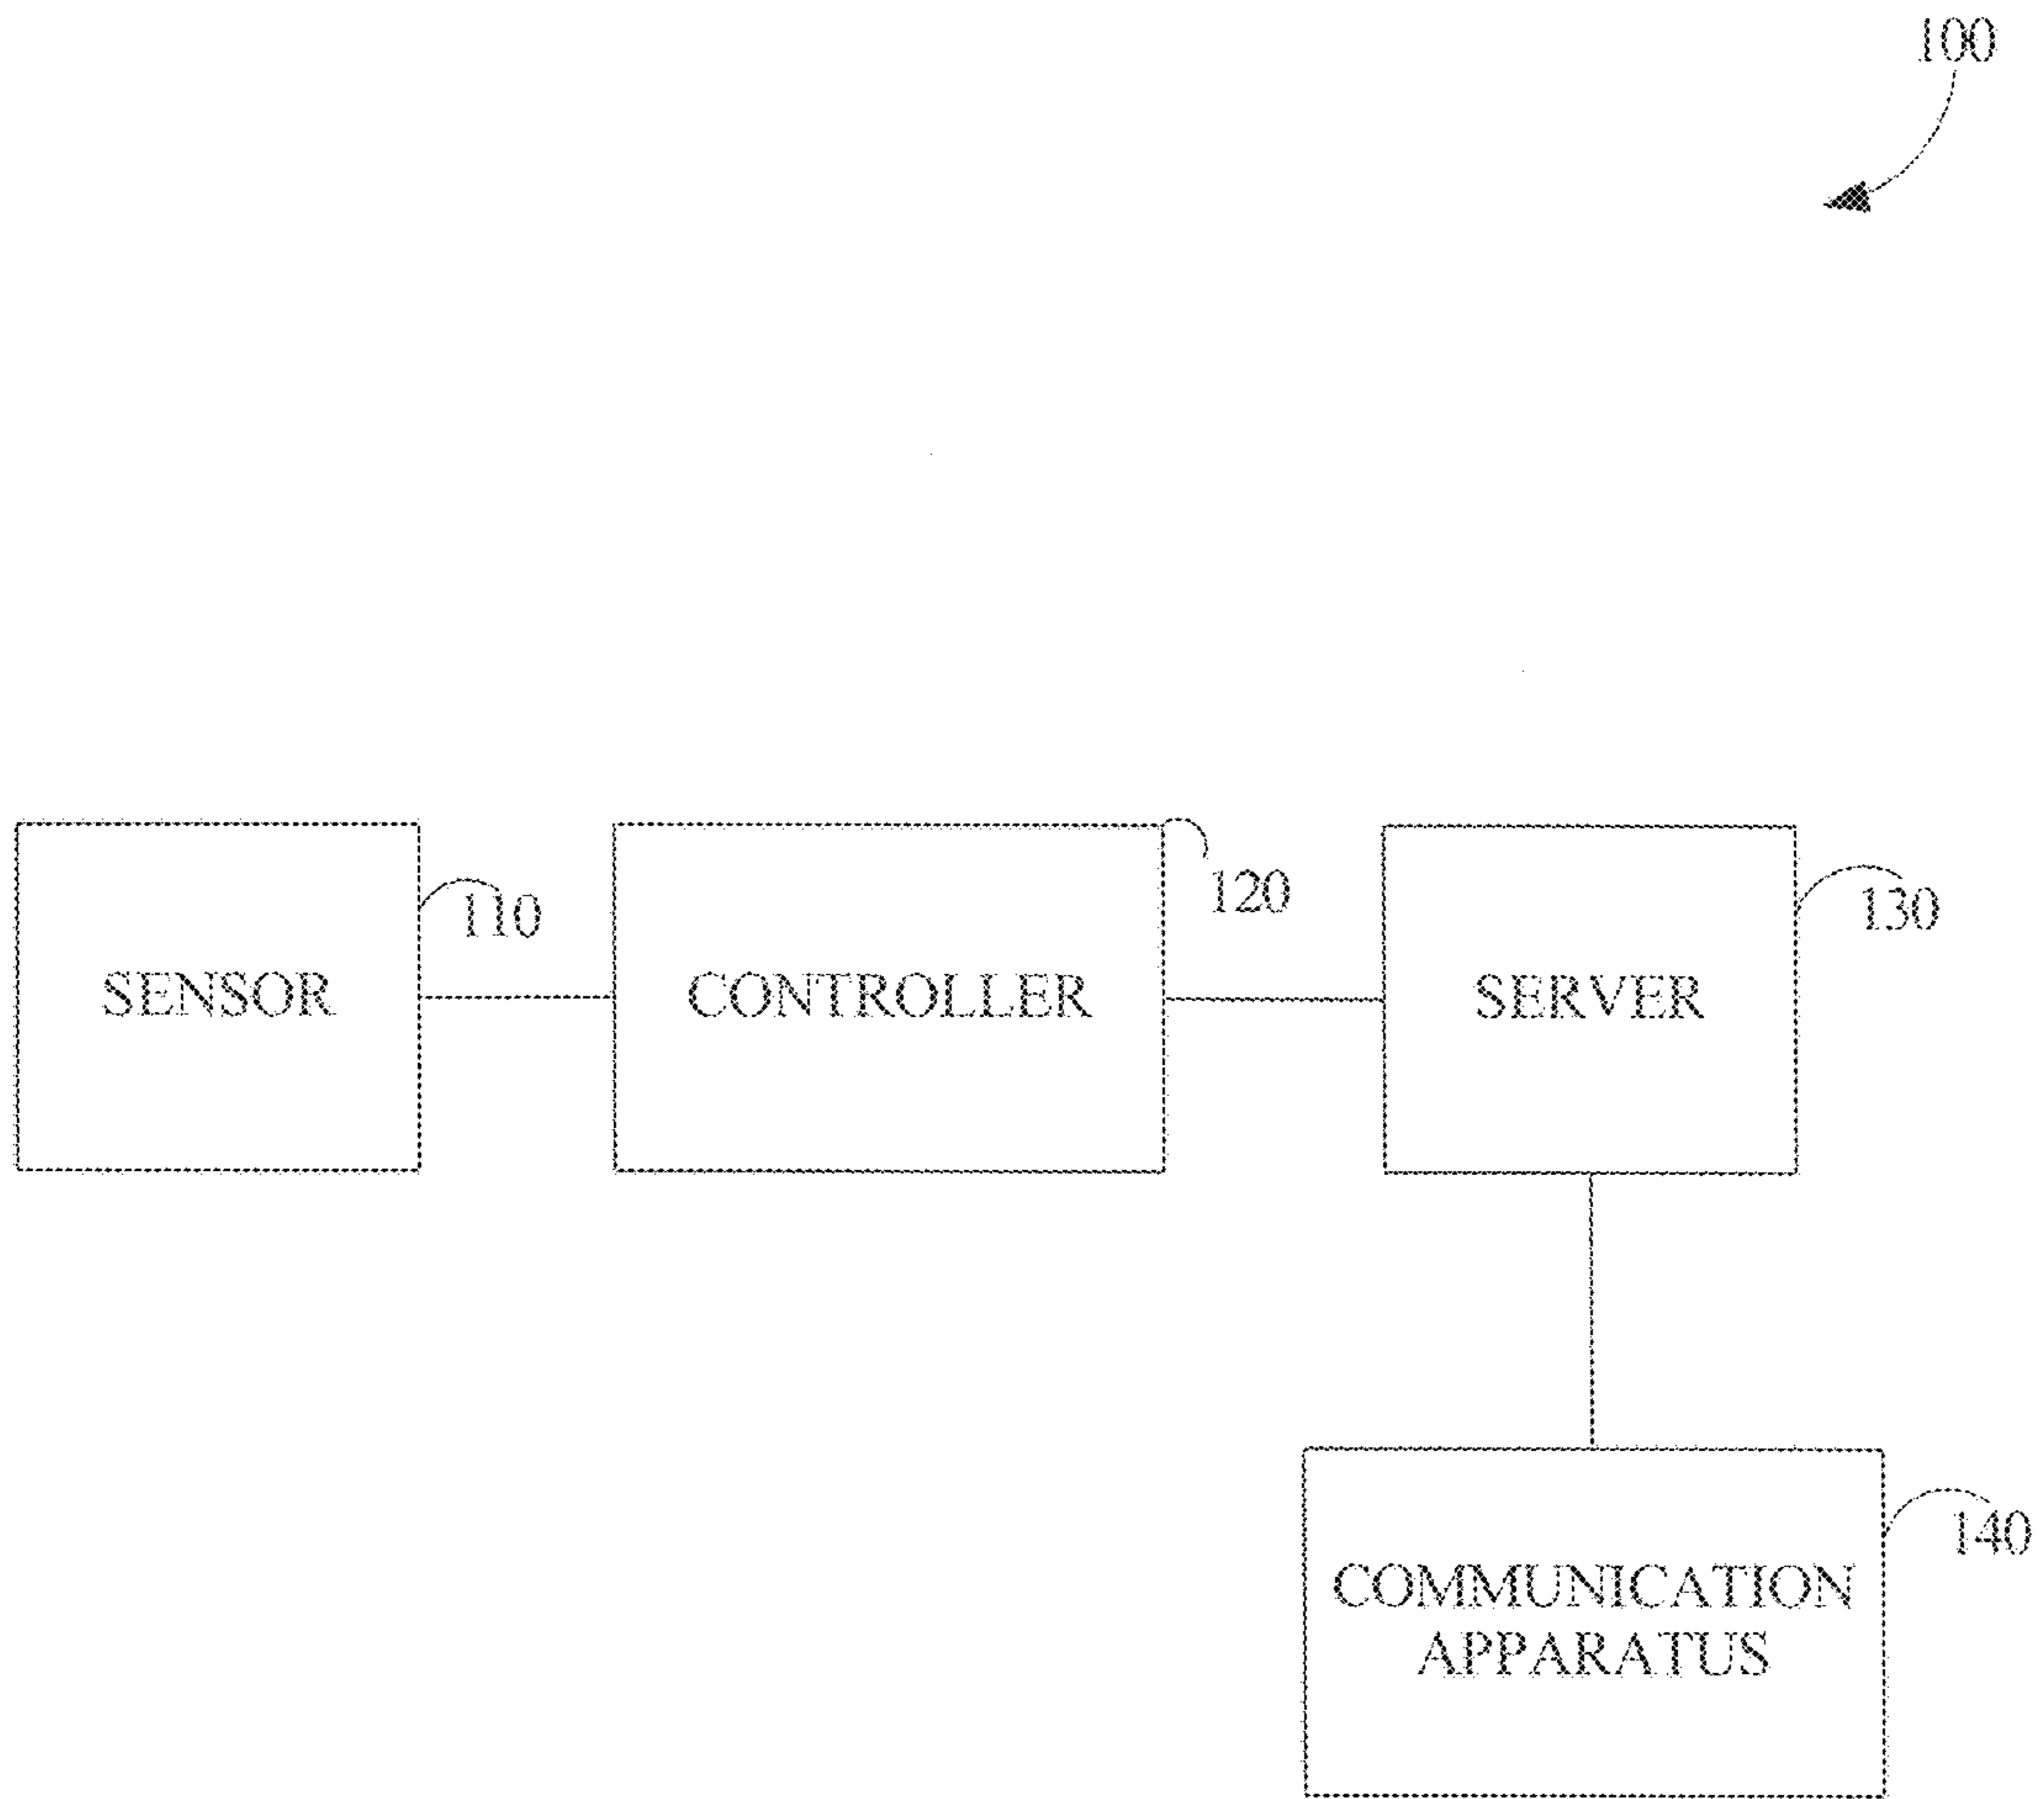 100
110
120
130
SENSOR
CONTROLLER
SERVER
140
COMMUNICATION
APPARATUS